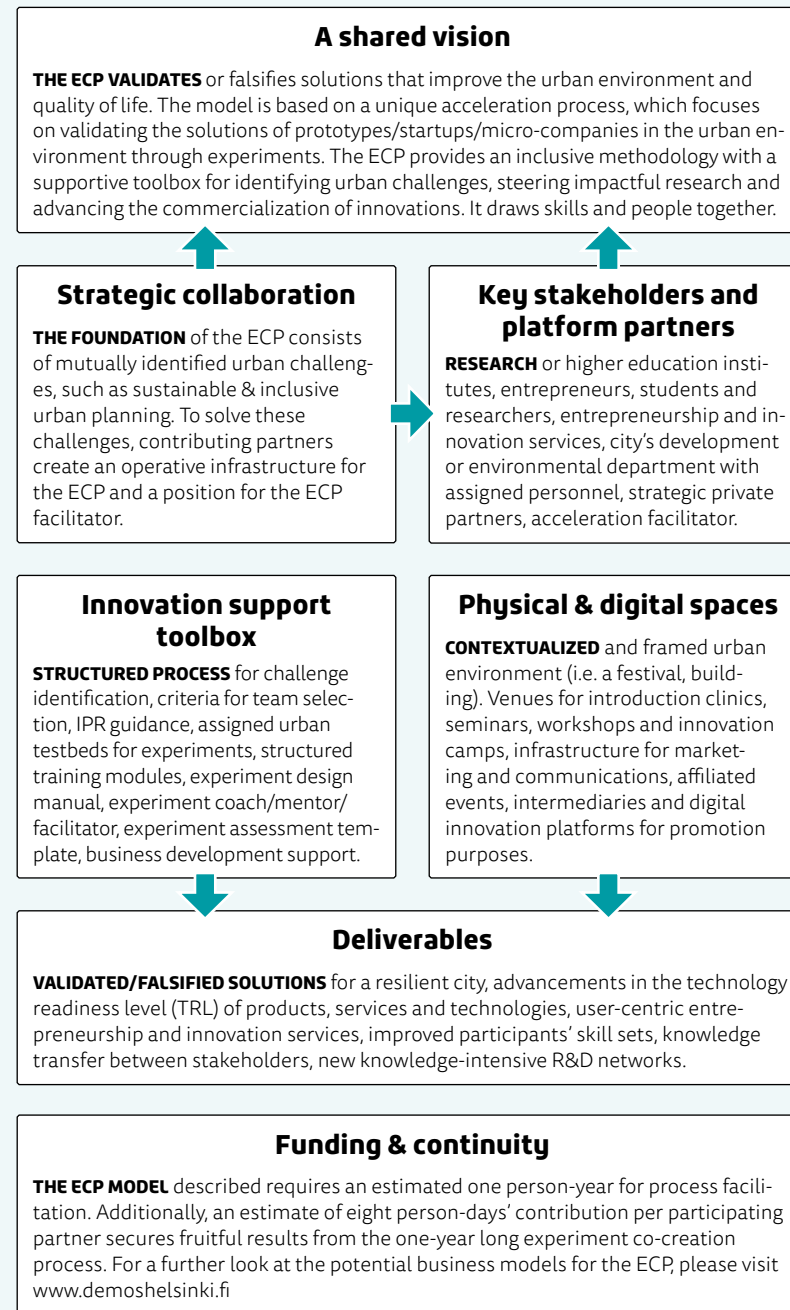 A shared vision
THE ECP VALIDATES or falsifies solutions that improve the urban environment and
quality of life. The model is based on a unique acceleration process, which focuses
on validating the solutions of prototypes/startups/micro-companies in the urban en-
vironment through experiments. The ECP provides an inclusive methodology with a
supportive toolbox for identifying urban challenges, steering impactful research and
advancing the commercialization of innovations. It draws skills and people together.
Strategic collaboration
THE FOUNDATION of the ECP consists
of mutually identified urban challeng-
es, such as sustainable & inclusive
urban planning. To solve these
challenges, contributing partners
create an operative infrastructure for
the ECP and a position for the ECP
facilitator.
Key stakeholders and
platform partners
RESEARCH or higher education insti-
tutes, entrepreneurs, students and
researchers, entrepreneurship and in-
novation services, city's development
or environmental department with
assigned personnel, strategic private
partners, acceleration facilitator.
Innovation support
toolbox
STRUCTURED PROCESS for challenge
identification, criteria for team selec-
tion, IPR guidance, assigned urban
testbeds for experiments, structured
training modules, experiment design
manual, experiment coach/mentor/
facilitator, experiment assessment tem-
plate, business development support.
Physical & digital spaces
CONTEXTUALIZED and framed urban
environment (i.e. a festival, build-
ing). Venues for introduction clinics,
seminars, workshops and innovation
camps, infrastructure for market-
ing and communications, affiliated
events, intermediaries and digital
innovation platforms for promotion
purposes.
Deliverables
VALIDATED/FALSIFIED SOLUTIONS for a resilient city, advancements in the technology
readiness level (TRL) of products, services and technologies, user-centric entre-
preneurship and innovation services, improved participants' skill sets, knowledge
transfer between stakeholders, new knowledge-intensive R&D networks.
Funding & continuity
THE ECP MODEL described requires an estimated one person-year for process facili-
tation. Additionally, an estimate of eight person-days' contribution per participating
partner secures fruitful results from the one-year long experiment co-creation
process. For a further look at the potential business models for the ECP, please visit
www.demoshelsinki.fi